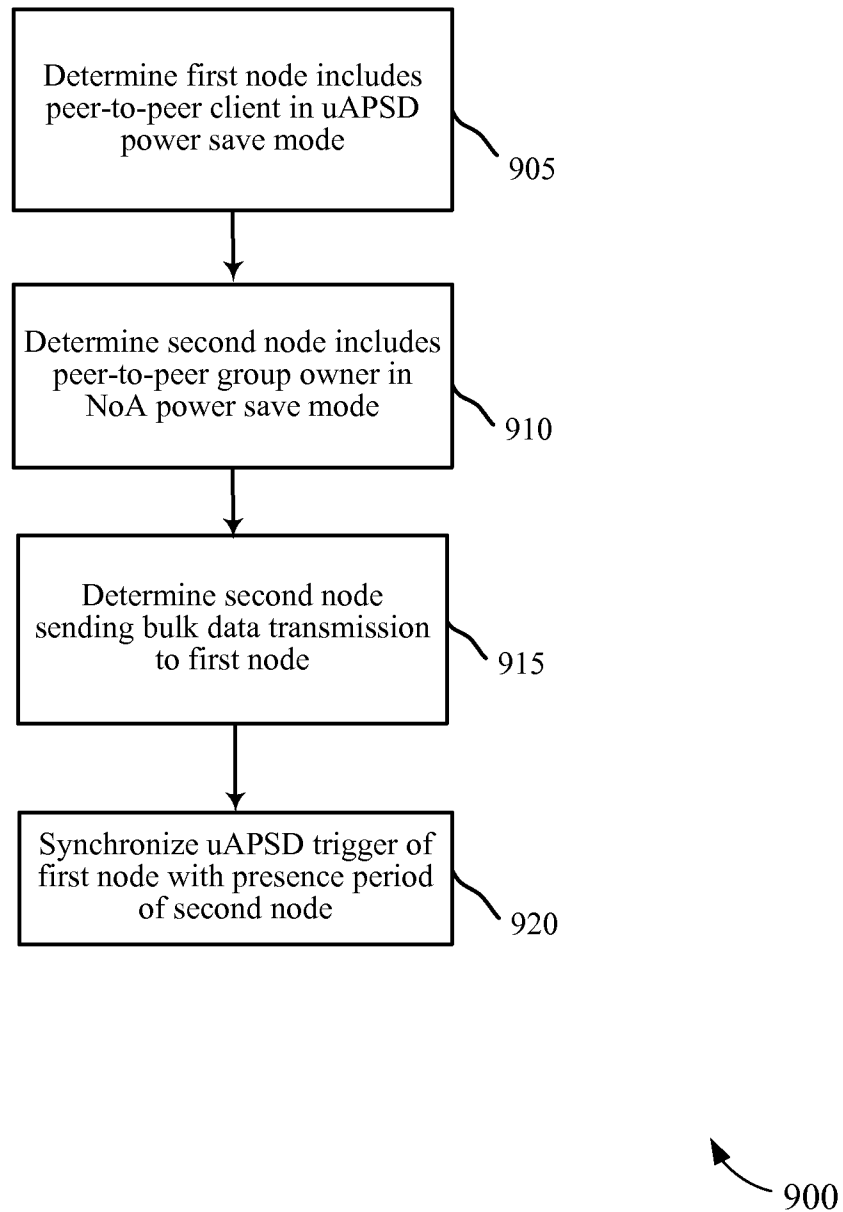 Determine first node includes
peer-to-peer client in uAPSD
power save mode
905
Determine second node includes
peer-to-peer group owner in
NoA power save mode
910
Determine second node
sending bulk data transmission
to first node
915
Synchronize uAPSD trigger of
first node with presence period
of second node
920
900